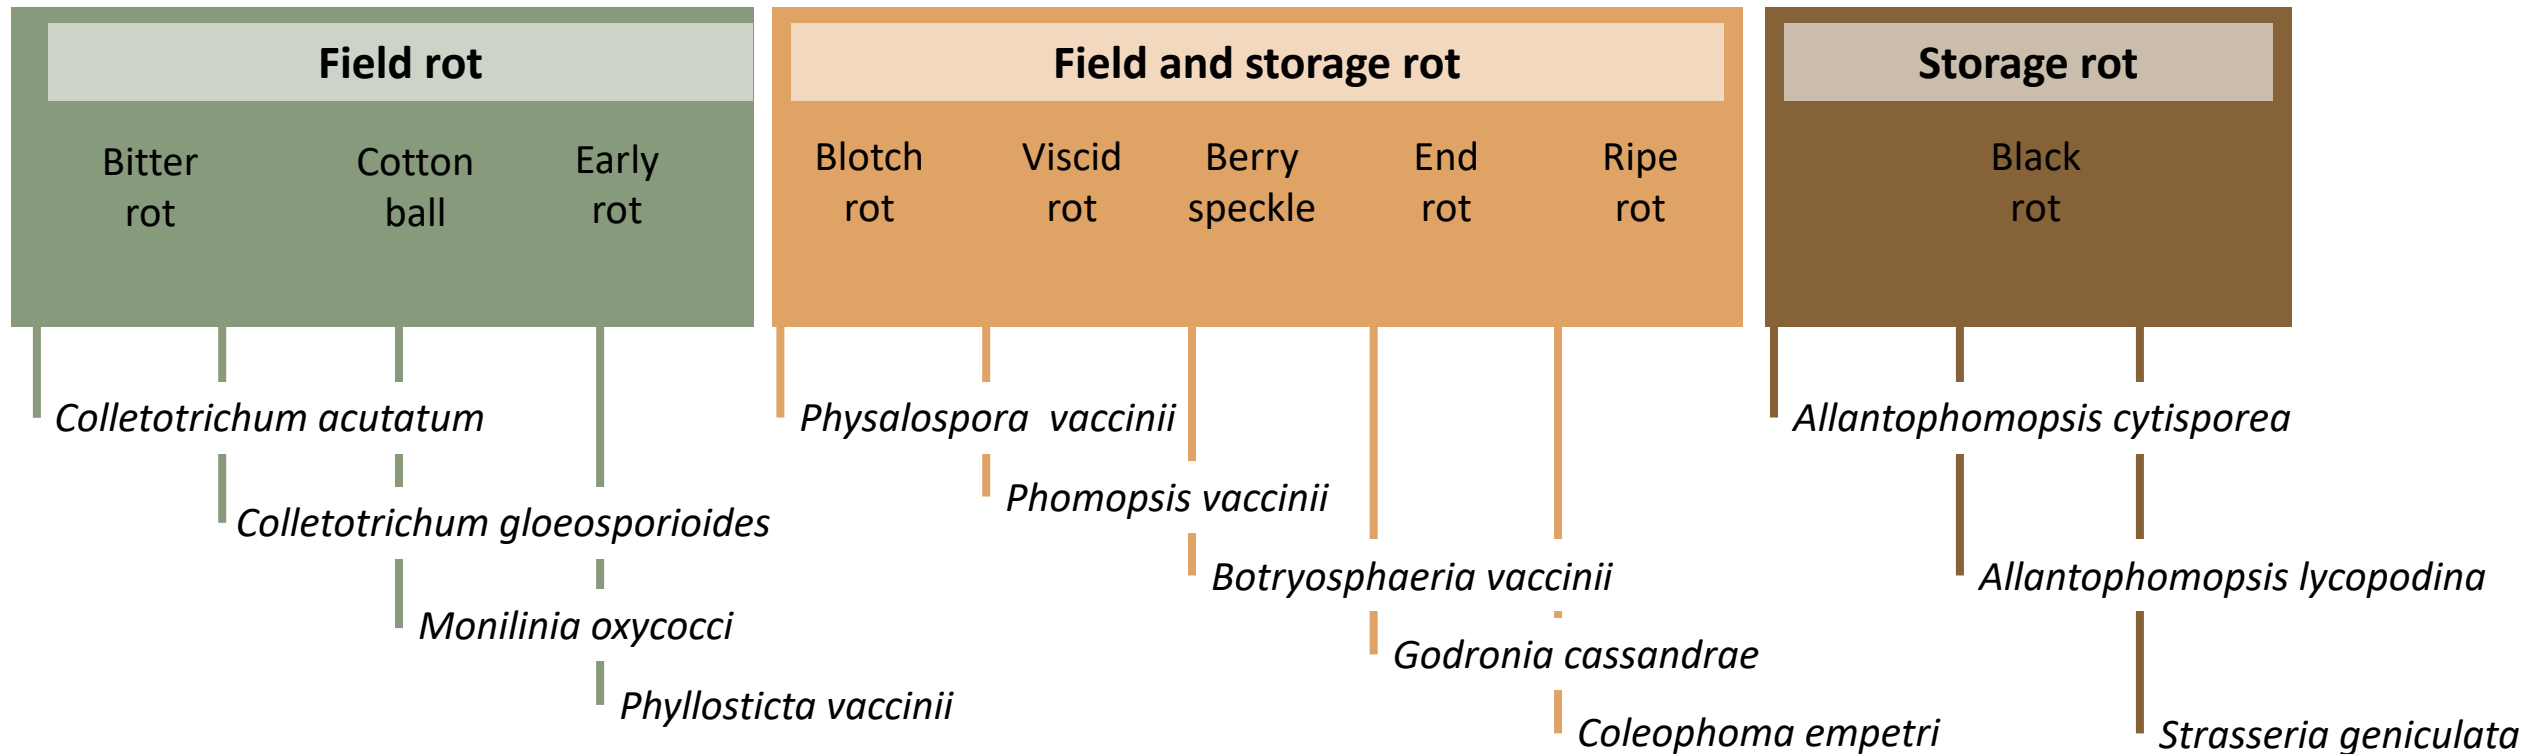 Field rot
Bitter
rot
Cotton
ball
Early
rot
Field and storage rot
Blotch
rot
Viscid
rot
Berry
speckle
End
rot
Ripe
rot
Storage rot
Black
rot
Colletotrichum acutatum
Colletotrichum gloeosporioides
Monilinia oxycocci
Phyllosticta vaccinii
Physalospora vaccinii
Phomopsis vaccinii
Botryosphaeria vaccinii
Godronia cassandrae
Coleophoma empetri
Allantophomopsis cytisporea
Allantophomopsis lycopodina
Strasseria geniculata